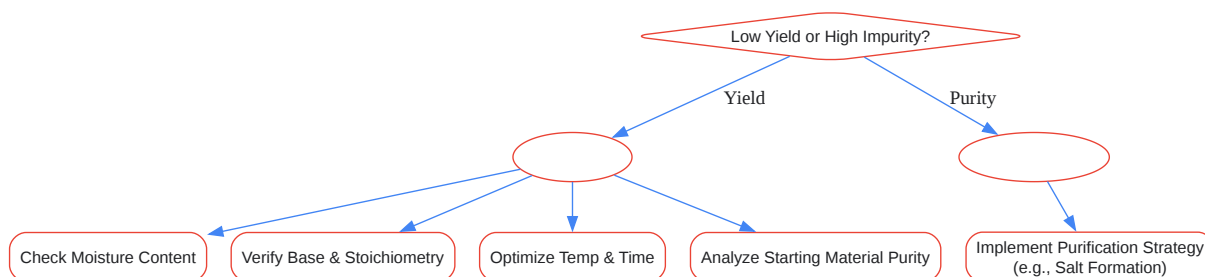 Low Yield or High Impurity?
Yield
Purity
Check Moisture Content
Verify Base & Stoichiometry
Optimize Temp & Time
Analyze Starting Material Purity
Implement Purification Strategy
(e.g., Salt Formation)